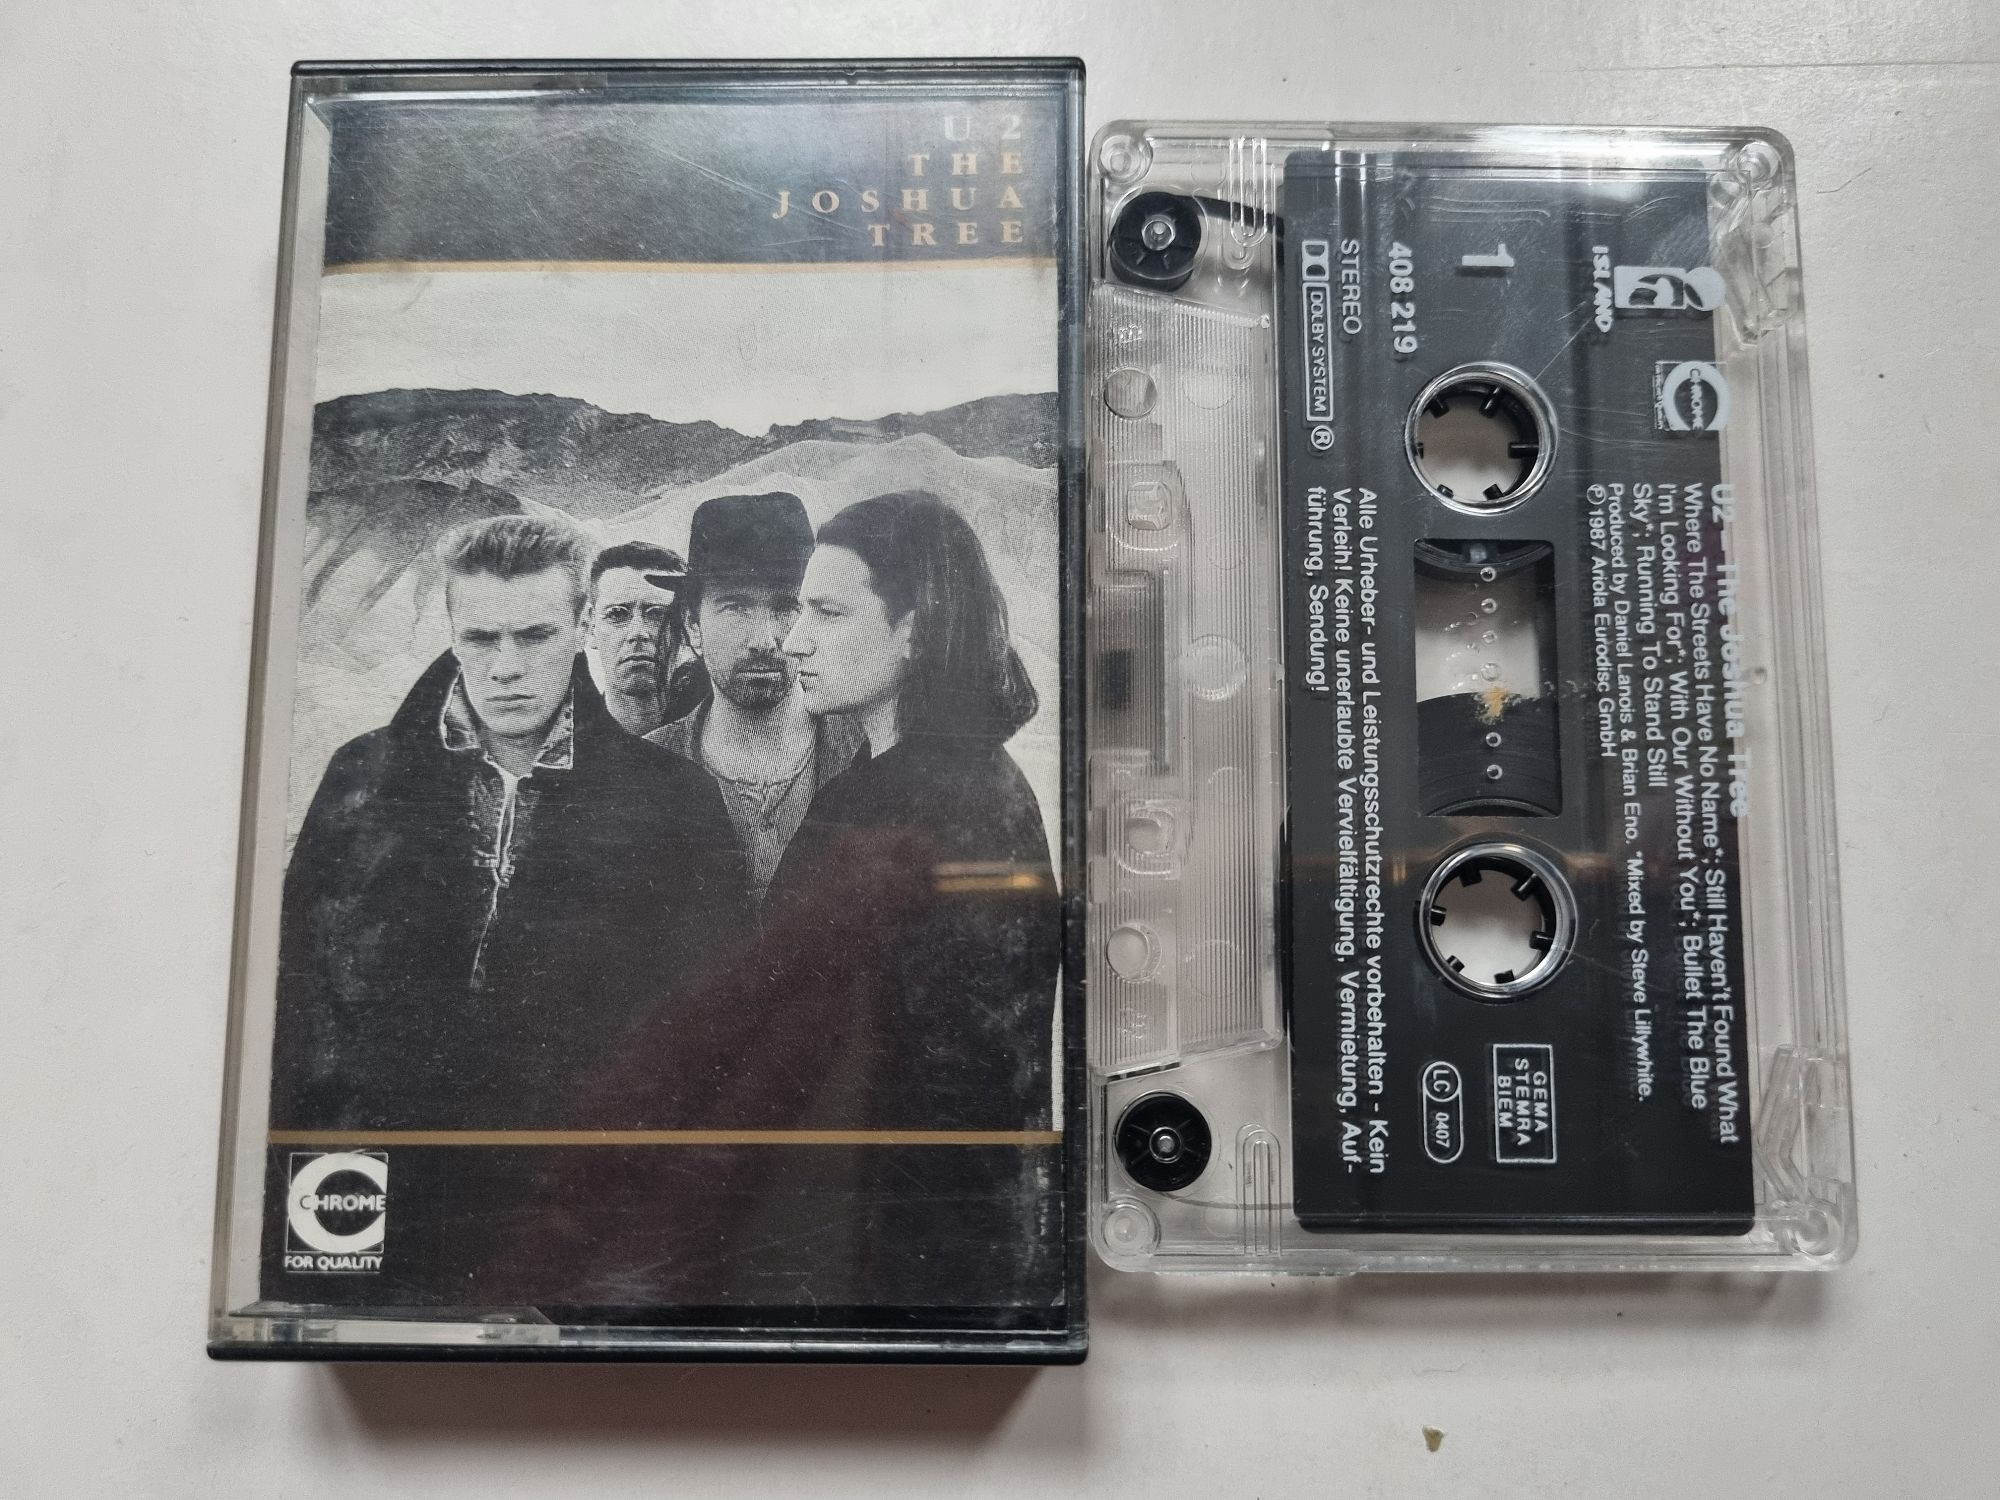 U2
THE
JOSHUA
TREE
CHROME
FOR QUALITY
ISLAND
CHROME
1
408 219
STEREO
DOLBY SYSTEM ®
U2 - The Joshua Tree
Where The Streets Have No Name*; Still Haven't Found What
I'm Looking For*; With Our Without You*; Bullet The Blue
Sky*; Running To Stand Still
Produced by Daniel Lanois & Brian Eno. *Mixed by Steve Lillywhite.
℗ 1987 Ariola Eurodisc GmbH
GEMA
STEMRA
BIEM
LC 0407
Alle Urheber- und Leistungsschutzrechte vorbehalten - Kein
Verleih! Keine unerlaubte Vervielfältigung, Vermietung, Auf-
führung, Sendung!